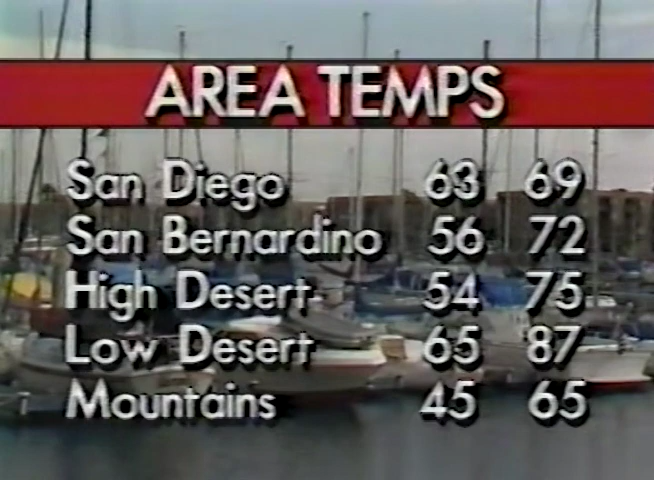 AREA TEMPS
San Diego 63 69
San Bernardino 56 72
High Desert 54 75
Low Desert 65 87
Mountains 45 65